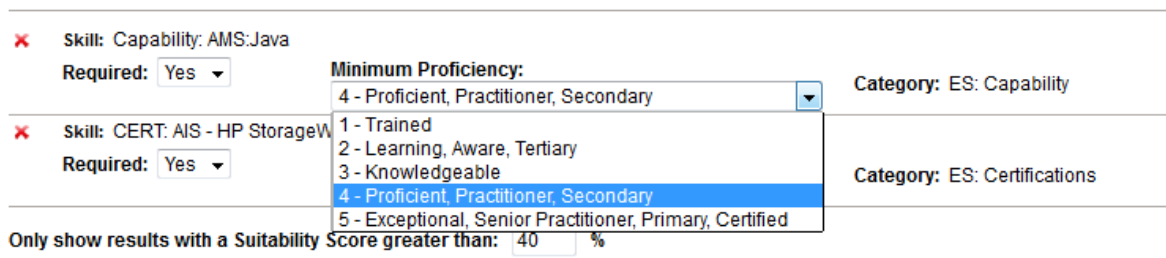 Skill: Capability: AMS:Java
Required: Yes
Minimum Proficiency:
4 - Proficient, Practitioner, Secondary
Category: ES: Capability
1 - Trained
2 - Learning, Aware, Tertiary
3 - Knowledgeable
4 - Proficient, Practitioner, Secondary
5 - Exceptional, Senior Practitioner, Primary, Certified
Skill: CERT: AIS - HP StorageW
Required: Yes
Category: ES: Certifications
Only show results with a Suitability Score greater than: 40 %